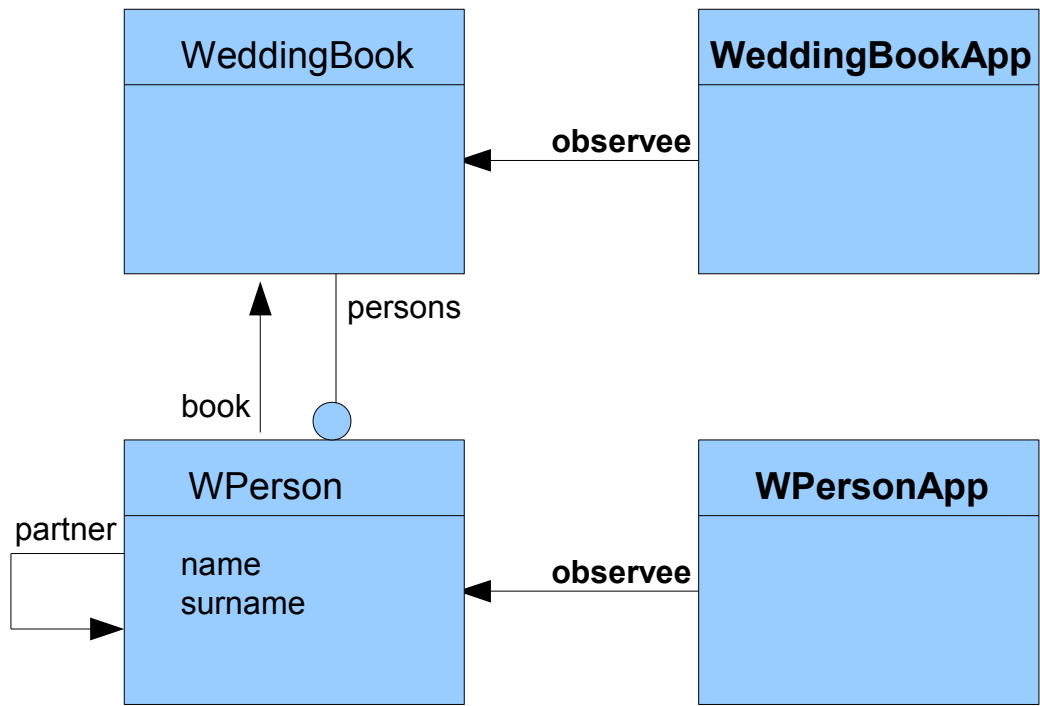 WeddingBook
WeddingBookApp
observee
persons
book
WPerson
WPersonApp
partner
name
surname
observee